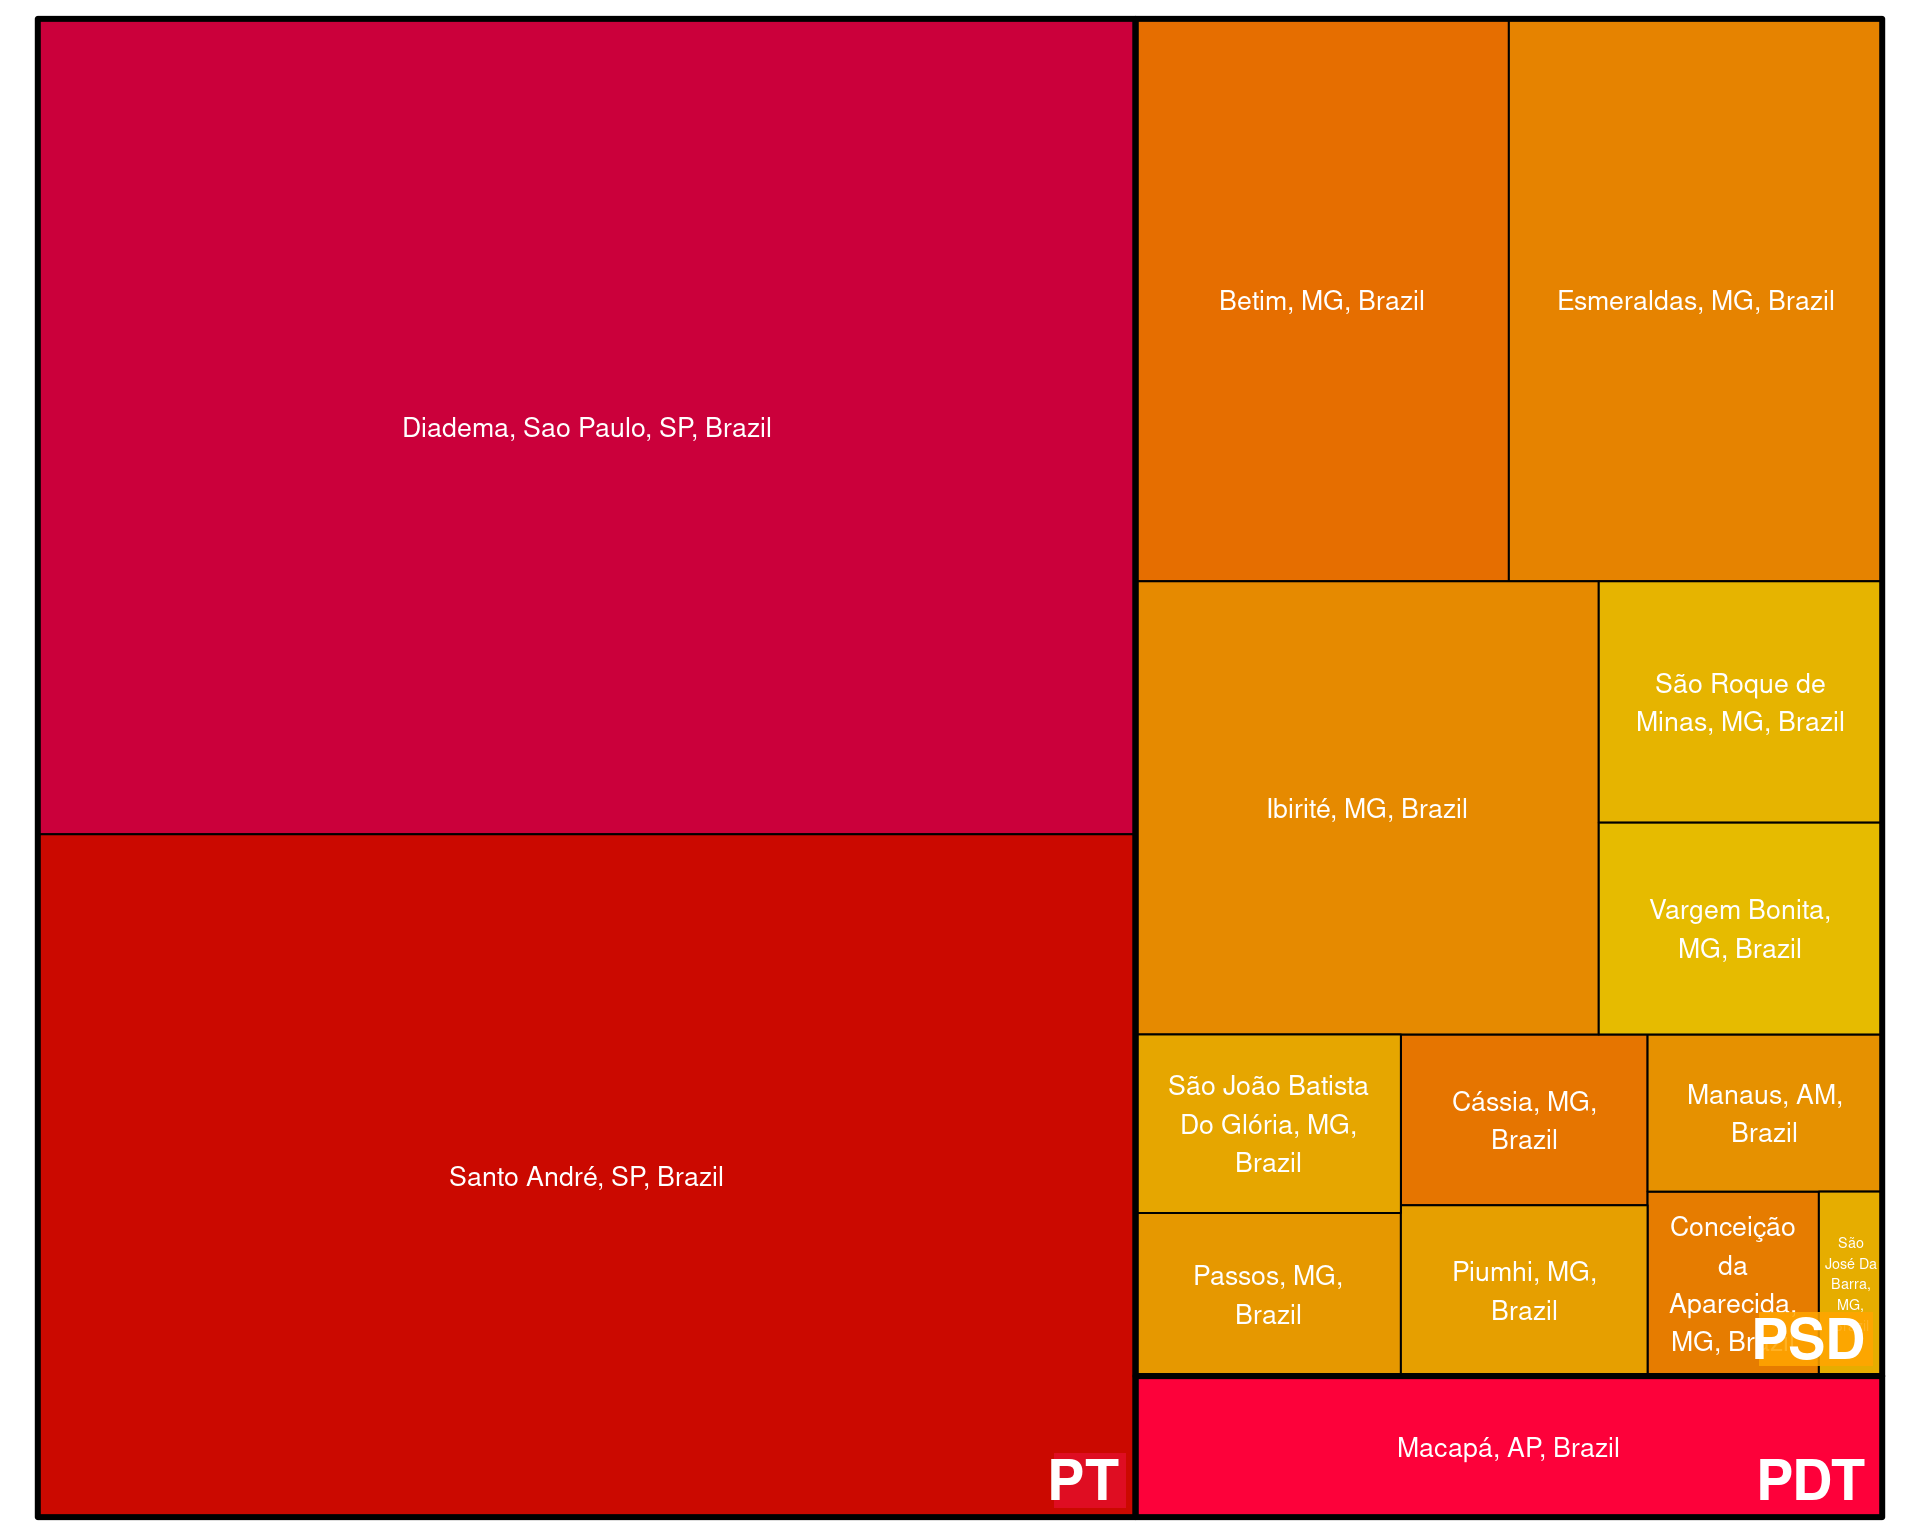 Diadema, Sao Paulo, SP, Brazil
Santo André, SP, Brazil
PT
Betim, MG, Brazil
Esmeraldas, MG, Brazil
Ibirité, MG, Brazil
São Roque de
Minas, MG, Brazil
Vargem Bonita,
MG, Brazil
São João Batista
Do Glória, MG,
Brazil
Cássia, MG,
Brazil
Manaus, AM,
Brazil
Passos, MG,
Brazil
Piumhi, MG,
Brazil
Conceição
da
Aparecida,
MG, Brazil
São
José Da
Barra,
MG,
PSD
Macapá, AP, Brazil
PDT